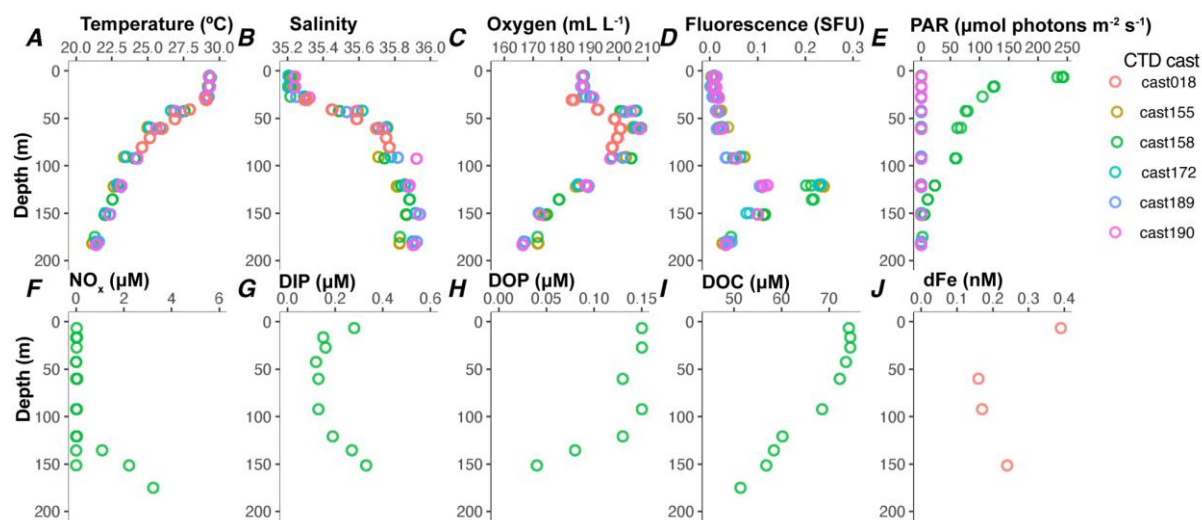 A Temperature (ºC) B Salinity C Oxygen (mL L-1) D Fluorescence (SFU) E PAR (µmol photons m-2 s-1)
20.0 22.5 25.0 27.5 30.0 35.2 35.4 35.6 35.8 36.0 160 170 180 190 200 210 0.0 0.1 0.2 0.3 0 50 100 150 200 250
CTD cast
cast018
cast155
cast158
cast172
cast189
cast190
Depth (m)
0
50
100
150
200
F NOx (µM) G DIP (µM) H DOP (µM) I DOC (µM) J dFe (nM)
0 2 4 6 0.0 0.2 0.4 0.6 0.00 0.05 0.10 0.15 50 60 70 0.0 0.1 0.2 0.3 0.4
Depth (m)
0
50
100
150
200